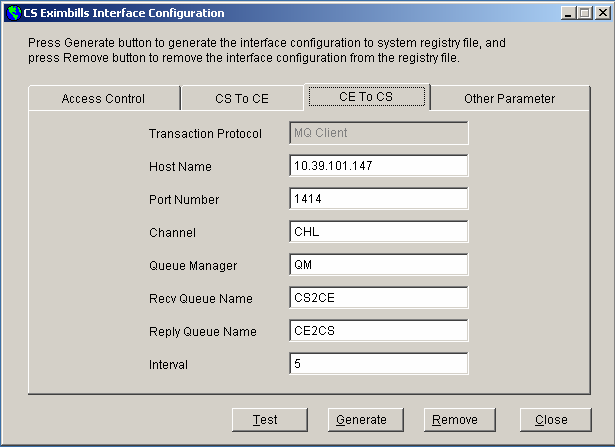 CS Eximbills Interface Configuration
Press Generate button to generate the interface configuration to system registry file, and
press Remove button to remove the interface configuration from the registry file.
Access Control CS To CE CE To CS Other Parameter
Transaction Protocol MQ Client
Host Name 10.39.101.147
Port Number 1414
Channel CHL
Queue Manager QM
Recv Queue Name CS2CE
Reply Queue Name CE2CS
Interval 5
Test Generate Remove Close